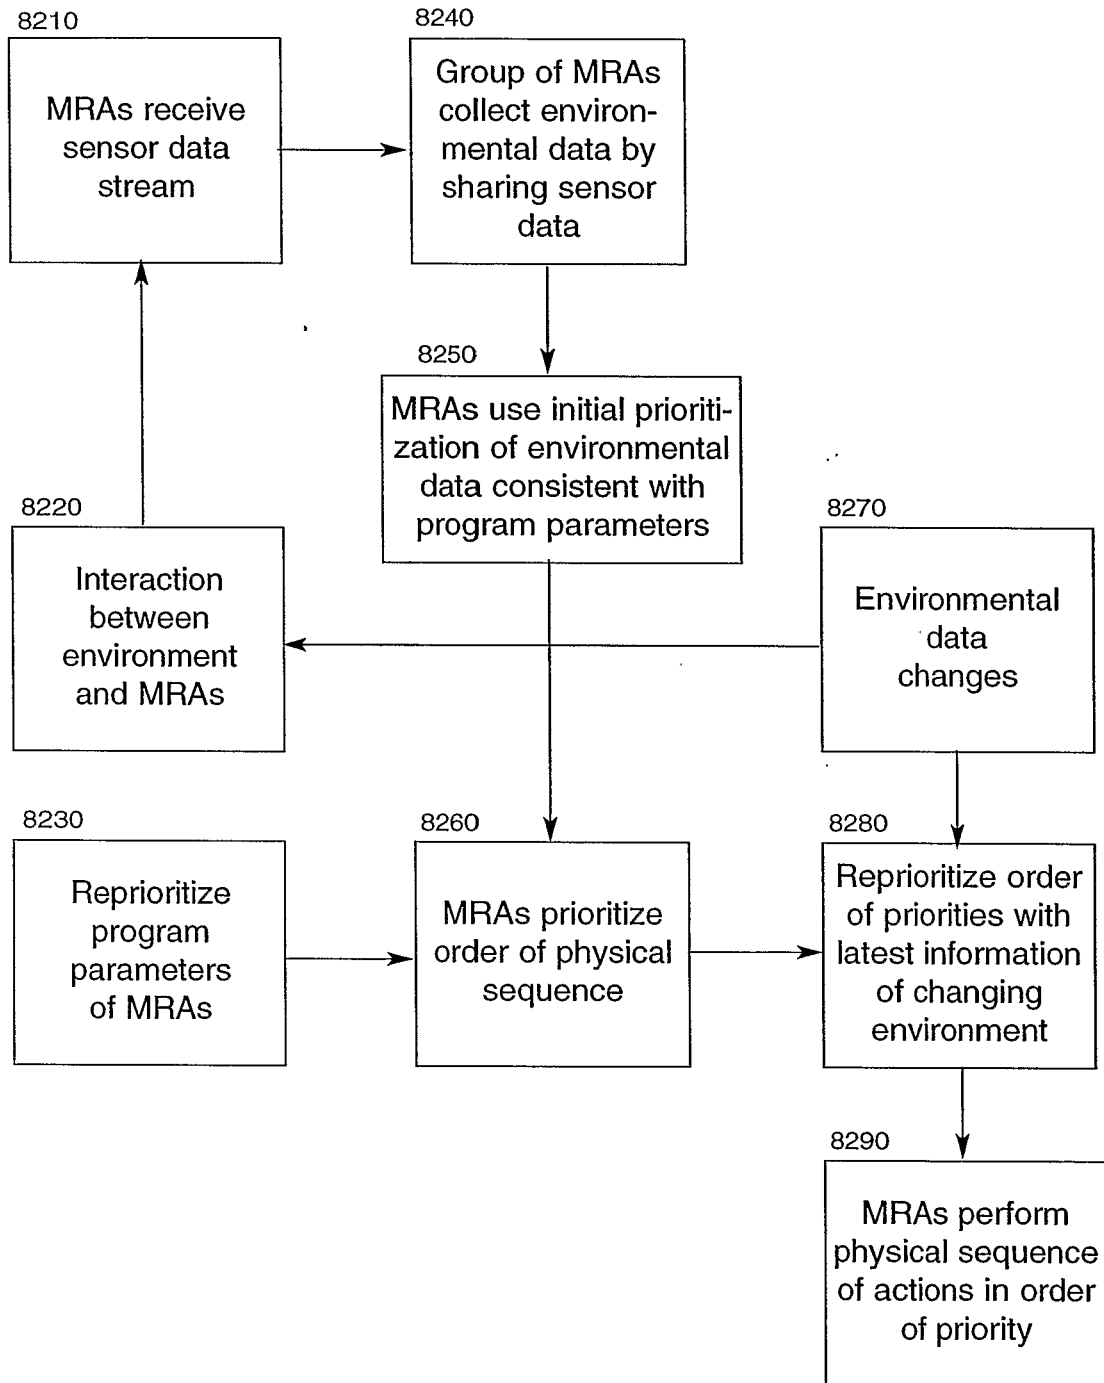 8210
MRAs receive
sensor data
stream
8240
Group of MRAs
collect environ-
mental data by
sharing sensor
data
8250
MRAs use initial prioriti-
zation of environmental
data consistent with
program parameters
8220
Interaction
between
environment
and MRAs
8270
Environmental
data
changes
8230
Reprioritize
program
parameters
of MRAs
8260
MRAs prioritize
order of physical
sequence
8280
Reprioritize order
of priorities with
latest information
of changing
environment
8290
MRAs perform
physical sequence
of actions in order
of priority